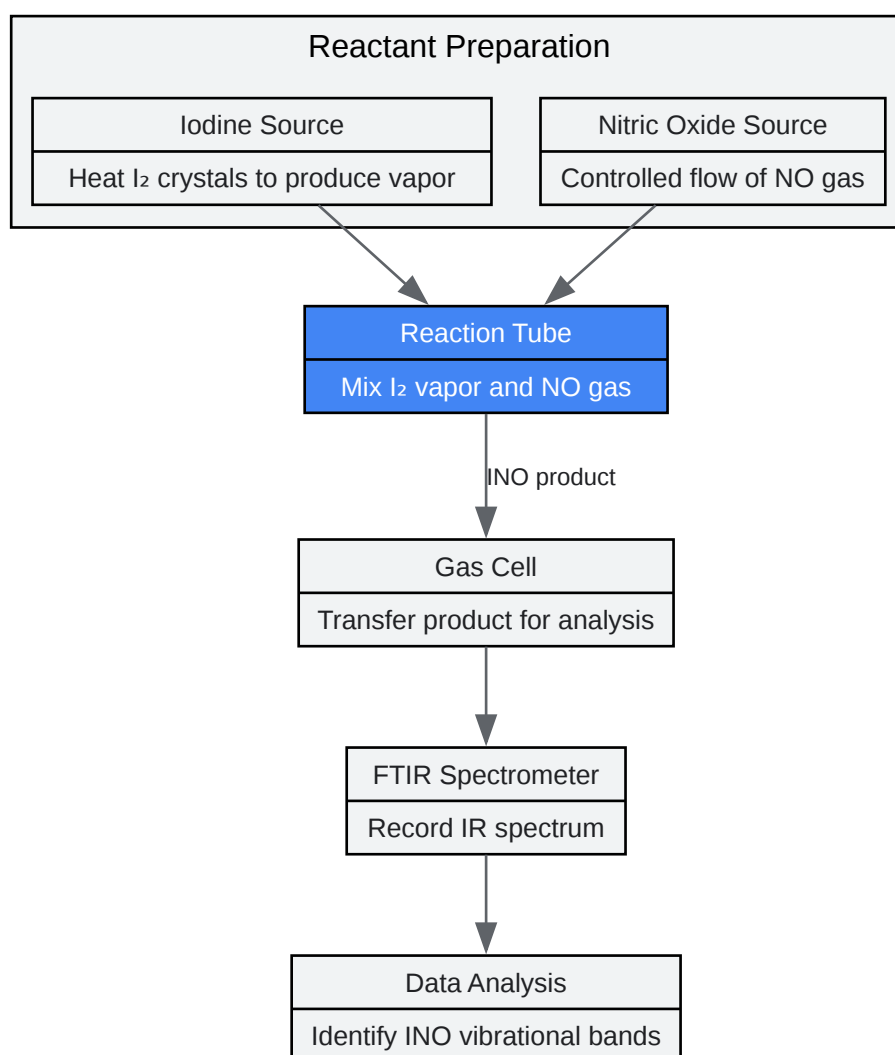 Reactant Preparation
Iodine Source
Heat I₂ crystals to produce vapor
Nitric Oxide Source
Controlled flow of NO gas
Reaction Tube
Mix I₂ vapor and NO gas
INO product
Gas Cell
Transfer product for analysis
FTIR Spectrometer
Record IR spectrum
Data Analysis
Identify INO vibrational bands